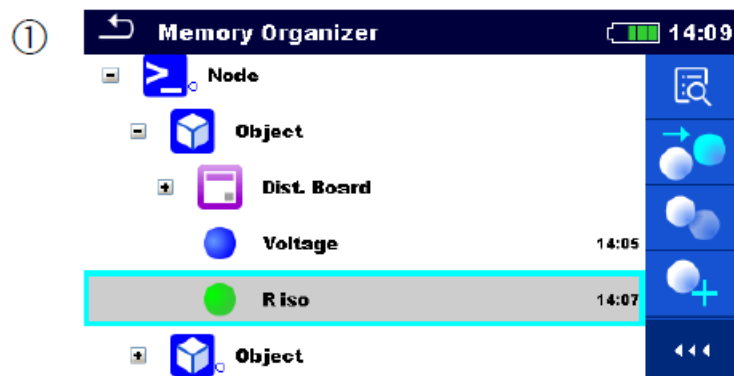 ①
Memory Organizer 14:09
Node
Object
Dist. Board
Voltage 14:05
R iso 14:07
Object